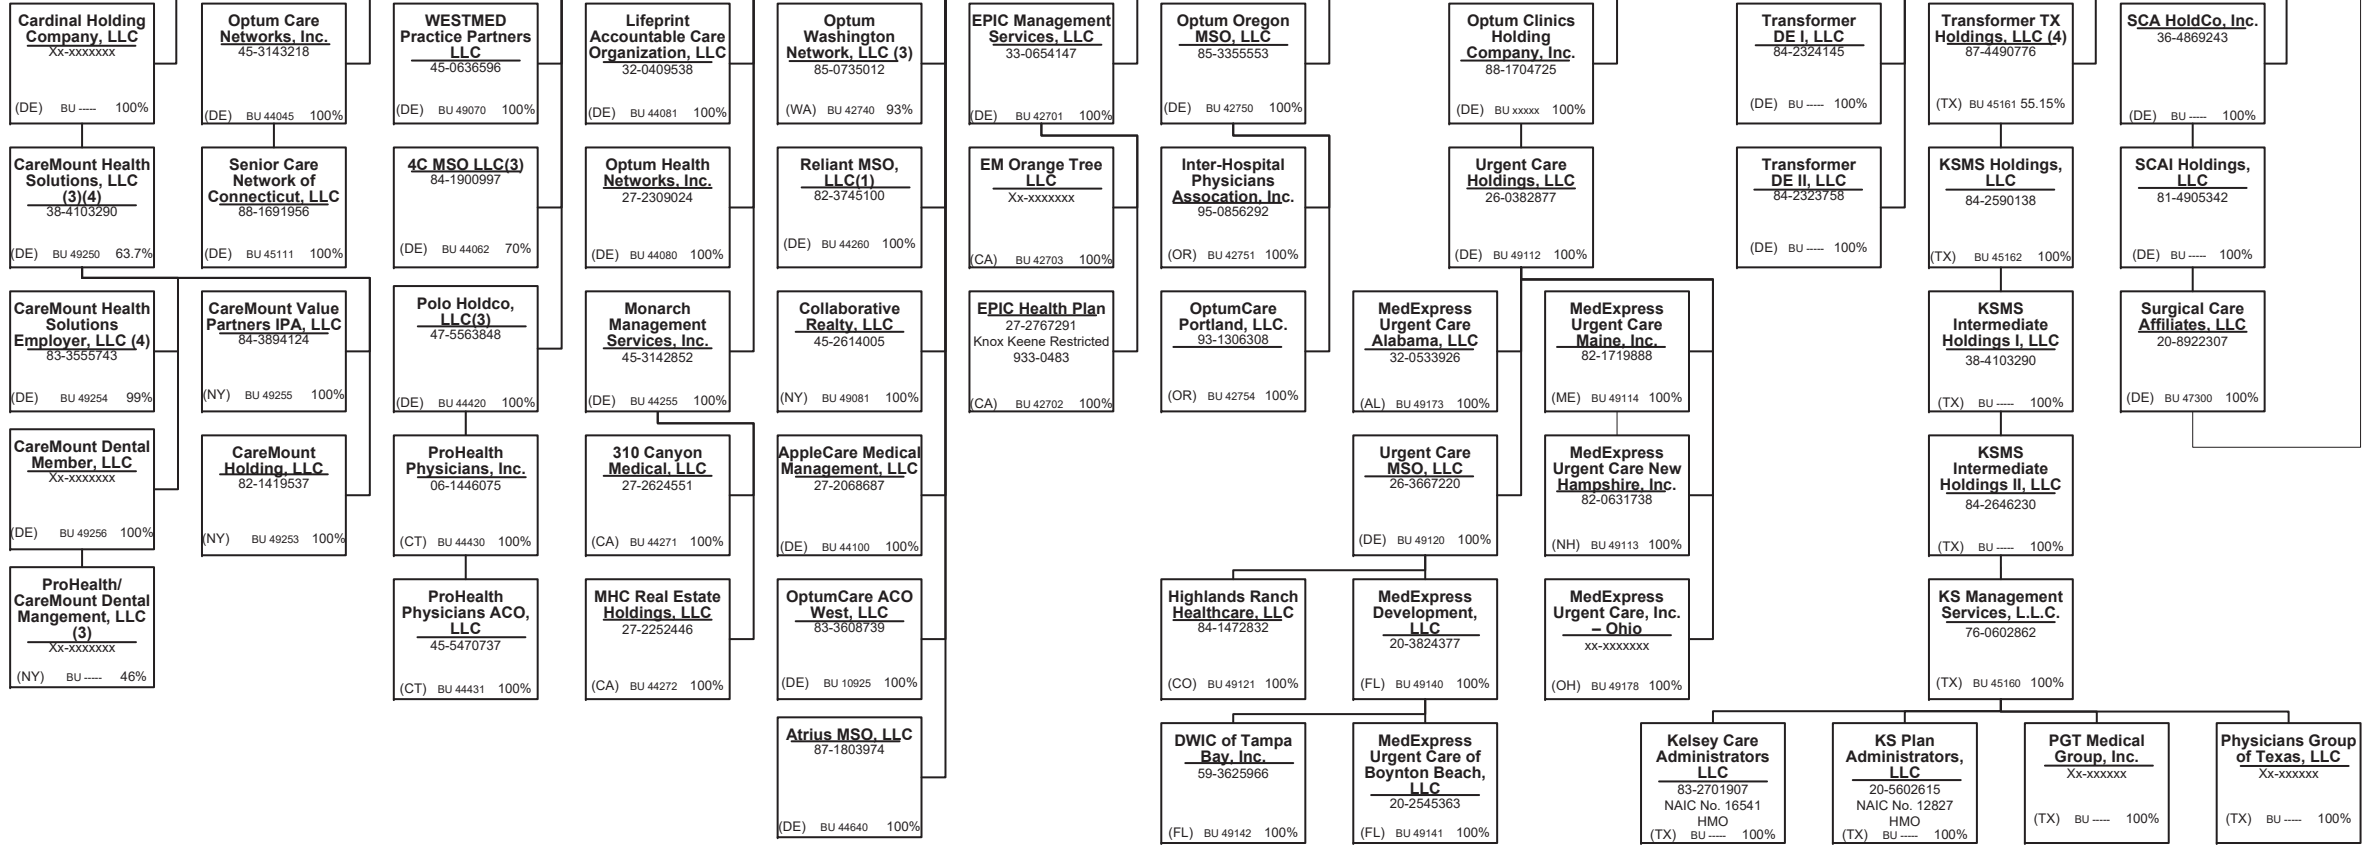 Cardinal Holding
Company, LLC
Xx-xxxxxxx
(DE) BU ----- 100%
Optum Care
Networks, Inc.
45-3143218
(DE) BU 44045 100%
WESTMED
Practice Partners
LLC
45-0636596
(DE) BU 49070 100%
Lifeprint
Accountable Care
Organization, LLC
32-0409538
(DE) BU 44081 100%
Optum
Washington
Network, LLC (3)
85-0735012
(WA) BU 42740 93%
EPIC Management
Services, LLC
33-0654147
(DE) BU 42701 100%
Optum Oregon
MSO, LLC
85-3355553
(DE) BU 42750 100%
Optum Clinics
Holding
Company, Inc.
88-1704725
(DE) BU xxxxx 100%
Transformer
DE I, LLC
84-2324145
(DE) BU ----- 100%
Transformer TX
Holdings, LLC (4)
87-4490776
(TX) BU 45161 55.15%
SCA HoldCo, Inc.
36-4869243
(DE) BU ----- 100%
CareMount Health
Solutions, LLC
(3)(4)
38-4103290
(DE) BU 49250 63.7%
Senior Care
Network of
Connecticut, LLC
88-1691956
(DE) BU 45111 100%
4C MSO LLC(3)
84-1900997
(DE) BU 44062 70%
Optum Health
Networks, Inc.
27-2309024
(DE) BU 44080 100%
Reliant MSO,
LLC(1)
82-3745100
(DE) BU 44260 100%
EM Orange Tree
LLC
Xx-xxxxxxx
(CA) BU 42703 100%
Inter-Hospital
Physicians
Assocation, Inc.
95-0856292
(OR) BU 42751 100%
Urgent Care
Holdings, LLC
26-0382877
(DE) BU 49112 100%
Transformer
DE II, LLC
84-2323758
(DE) BU ----- 100%
KSMS Holdings,
LLC
84-2590138
(TX) BU 45162 100%
SCAI Holdings,
LLC
81-4905342
(DE) BU ----- 100%
CareMount Health
Solutions
Employer, LLC (4)
83-3555743
(DE) BU 49254 99%
CareMount Value
Partners IPA, LLC
84-3894124
(NY) BU 49255 100%
Polo Holdco,
LLC(3)
47-5563848
(DE) BU 44420 100%
Monarch
Management
Services, Inc.
45-3142852
(DE) BU 44255 100%
Collaborative
Realty, LLC
45-2614005
(NY) BU 49081 100%
EPIC Health Plan
27-2767291
Knox Keene Restricted
933-0483
(CA) BU 42702 100%
OptumCare
Portland, LLC.
93-1306308
(OR) BU 42754 100%
MedExpress
Urgent Care
Alabama, LLC
32-0533926
(AL) BU 49173 100%
MedExpress
Urgent Care
Maine, Inc.
82-1719888
(ME) BU 49114 100%
KSMS
Intermediate
Holdings I, LLC
38-4103290
(TX) BU ----- 100%
Surgical Care
Affiliates, LLC
20-8922307
(DE) BU 47300 100%
CareMount Dental
Member, LLC
Xx-xxxxxxx
(DE) BU 49256 100%
CareMount
Holding, LLC
82-1419537
(NY) BU 49253 100%
ProHealth
Physicians, Inc.
06-1446075
(CT) BU 44430 100%
310 Canyon
Medical, LLC
27-2624551
(CA) BU 44271 100%
AppleCare Medical
Management, LLC
27-2068687
(DE) BU 44100 100%
Urgent Care
MSO, LLC
26-3667220
(DE) BU 49120 100%
MedExpress
Urgent Care New
Hampshire, Inc.
82-0631738
(NH) BU 49113 100%
KSMS
Intermediate
Holdings II, LLC
84-2646230
(TX) BU ----- 100%
ProHealth/
CareMount Dental
Mangement, LLC
(3)
Xx-xxxxxxx
(NY) BU ----- 46%
ProHealth
Physicians ACO,
LLC
45-5470737
(CT) BU 44431 100%
MHC Real Estate
Holdings, LLC
27-2252446
(CA) BU 44272 100%
OptumCare ACO
West, LLC
83-3608739
(DE) BU 10925 100%
Highlands Ranch
Healthcare, LLC
84-1472832
(CO) BU 49121 100%
MedExpress
Development,
LLC
20-3824377
(FL) BU 49140 100%
MedExpress
Urgent Care, Inc.
– Ohio
xx-xxxxxxx
(OH) BU 49178 100%
KS Management
Services, L.L.C.
76-0602862
(TX) BU 45160 100%
Atrius MSO, LLC
87-1803974
(DE) BU 44640 100%
DWIC of Tampa
Bay, Inc.
59-3625966
(FL) BU 49142 100%
MedExpress
Urgent Care of
Boynton Beach,
LLC
20-2545363
(FL) BU 49141 100%
Kelsey Care
Administrators
LLC
83-2701907
NAIC No. 16541
HMO
(TX) BU ----- 100%
KS Plan
Administrators,
LLC
20-5602615
NAIC No. 12827
HMO
(TX) BU ----- 100%
PGT Medical
Group, Inc.
Xx-xxxxxx
(TX) BU ----- 100%
Physicians Group
of Texas, LLC
Xx-xxxxxx
(TX) BU ----- 100%